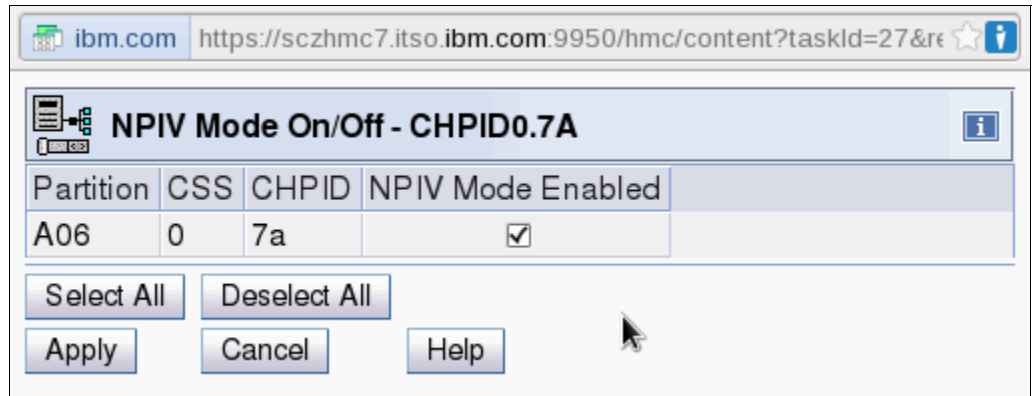 ibm.com https://sczhmc7.itso.ibm.com:9950/hmc/content?taskId=27&re
NPIV Mode On/Off - CHPID0.7A
Partition CSS CHPID NPIV Mode Enabled
A06 0 7a
Select All Deselect All
Apply Cancel Help